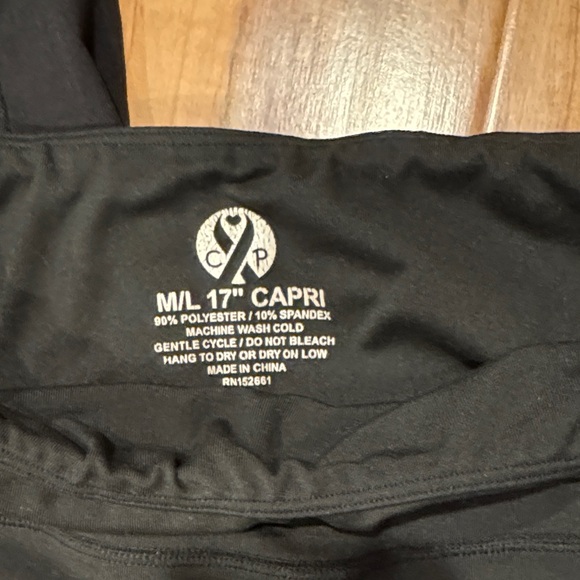 C P
M/L 17" CAPRI
90% POLYESTER / 10% SPANDEX
MACHINE WASH COLD
GENTLE CYCLE / DO NOT BLEACH
HANG TO DRY OR DRY ON LOW
MADE IN CHINA
RN152661